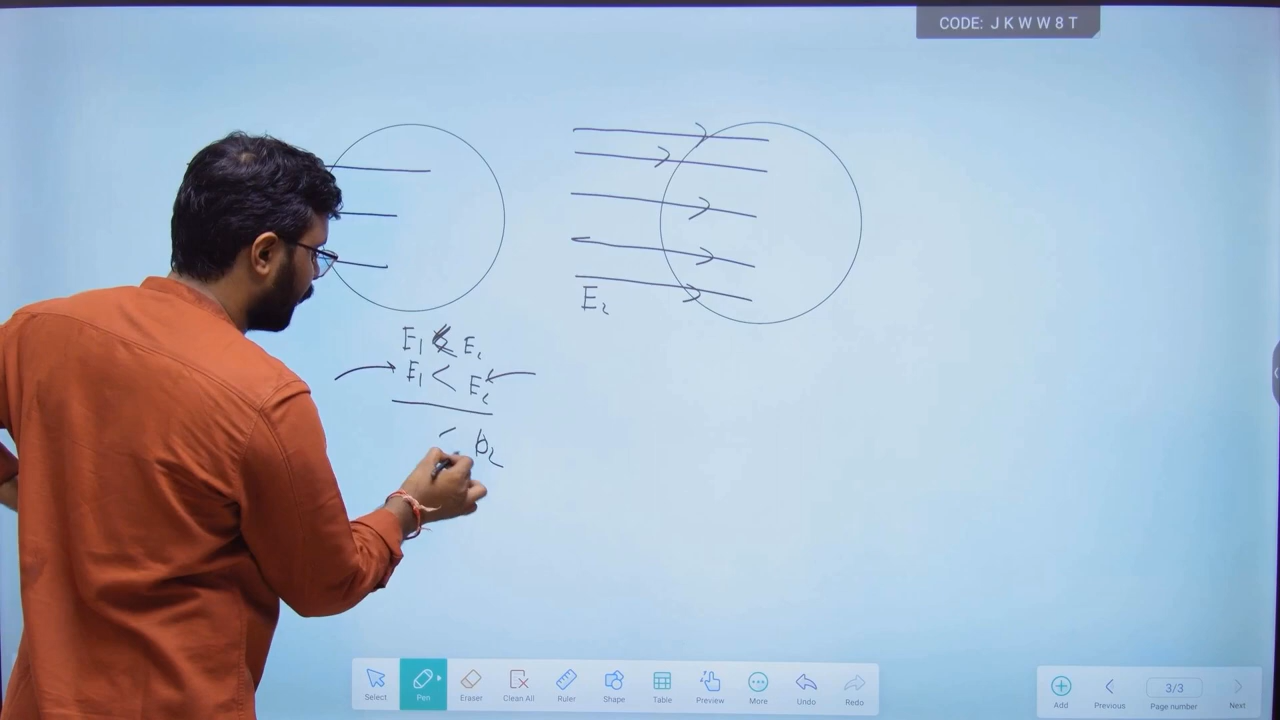 CODE: J K W W 8 T
E₂
E₁ E₂
E₁ < E₂
ϕ₂
Select Pen Eraser Clean All Ruler Shape Table Preview More Undo Redo
Add Previous 3/3 Page number Next